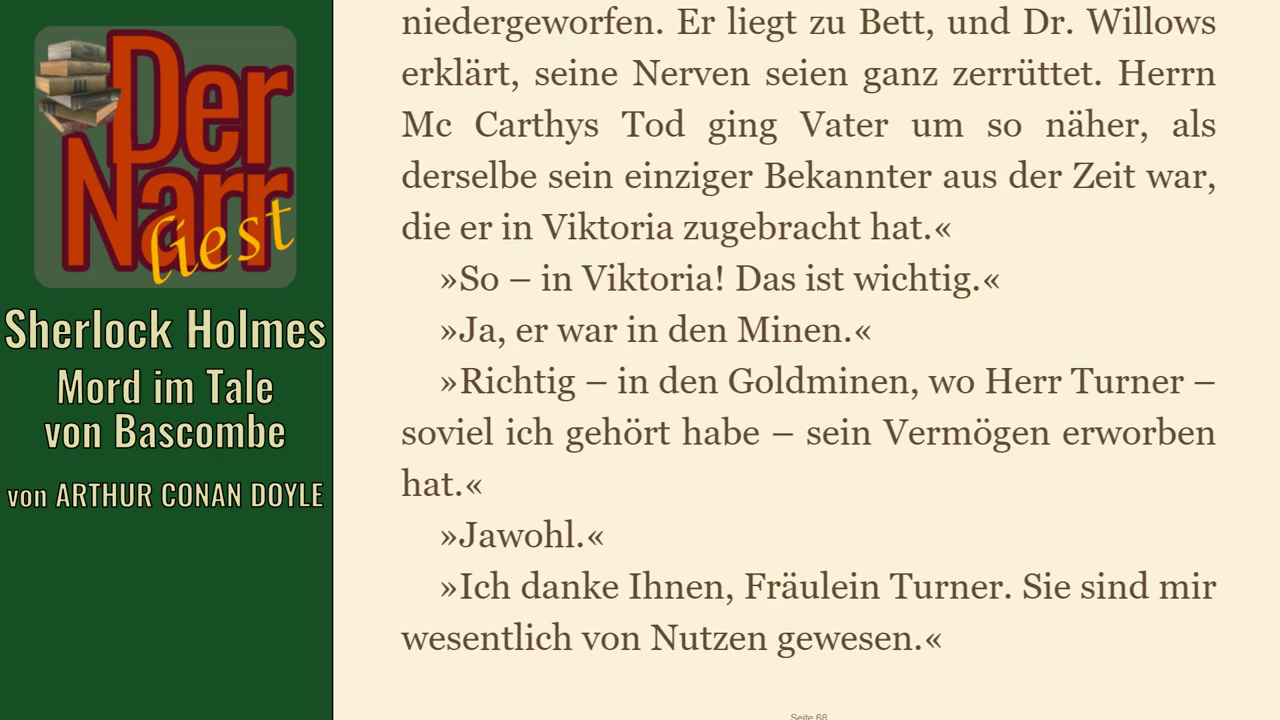 Der
Narr
liest
Sherlock Holmes
Mord im Tale
von Bascombe
von ARTHUR CONAN DOYLE
niedergeworfen. Er liegt zu Bett, und Dr. Willows
erklärt, seine Nerven seien ganz zerrüttet. Herrn
Mc Carthys Tod ging Vater um so näher, als
derselbe sein einziger Bekannter aus der Zeit war,
die er in Viktoria zugebracht hat.«
»So – in Viktoria! Das ist wichtig.«
»Ja, er war in den Minen.«
»Richtig – in den Goldminen, wo Herr Turner –
soviel ich gehört habe – sein Vermögen erworben
hat.«
»Jawohl.«
»Ich danke Ihnen, Fräulein Turner. Sie sind mir
wesentlich von Nutzen gewesen.«
Seite 68